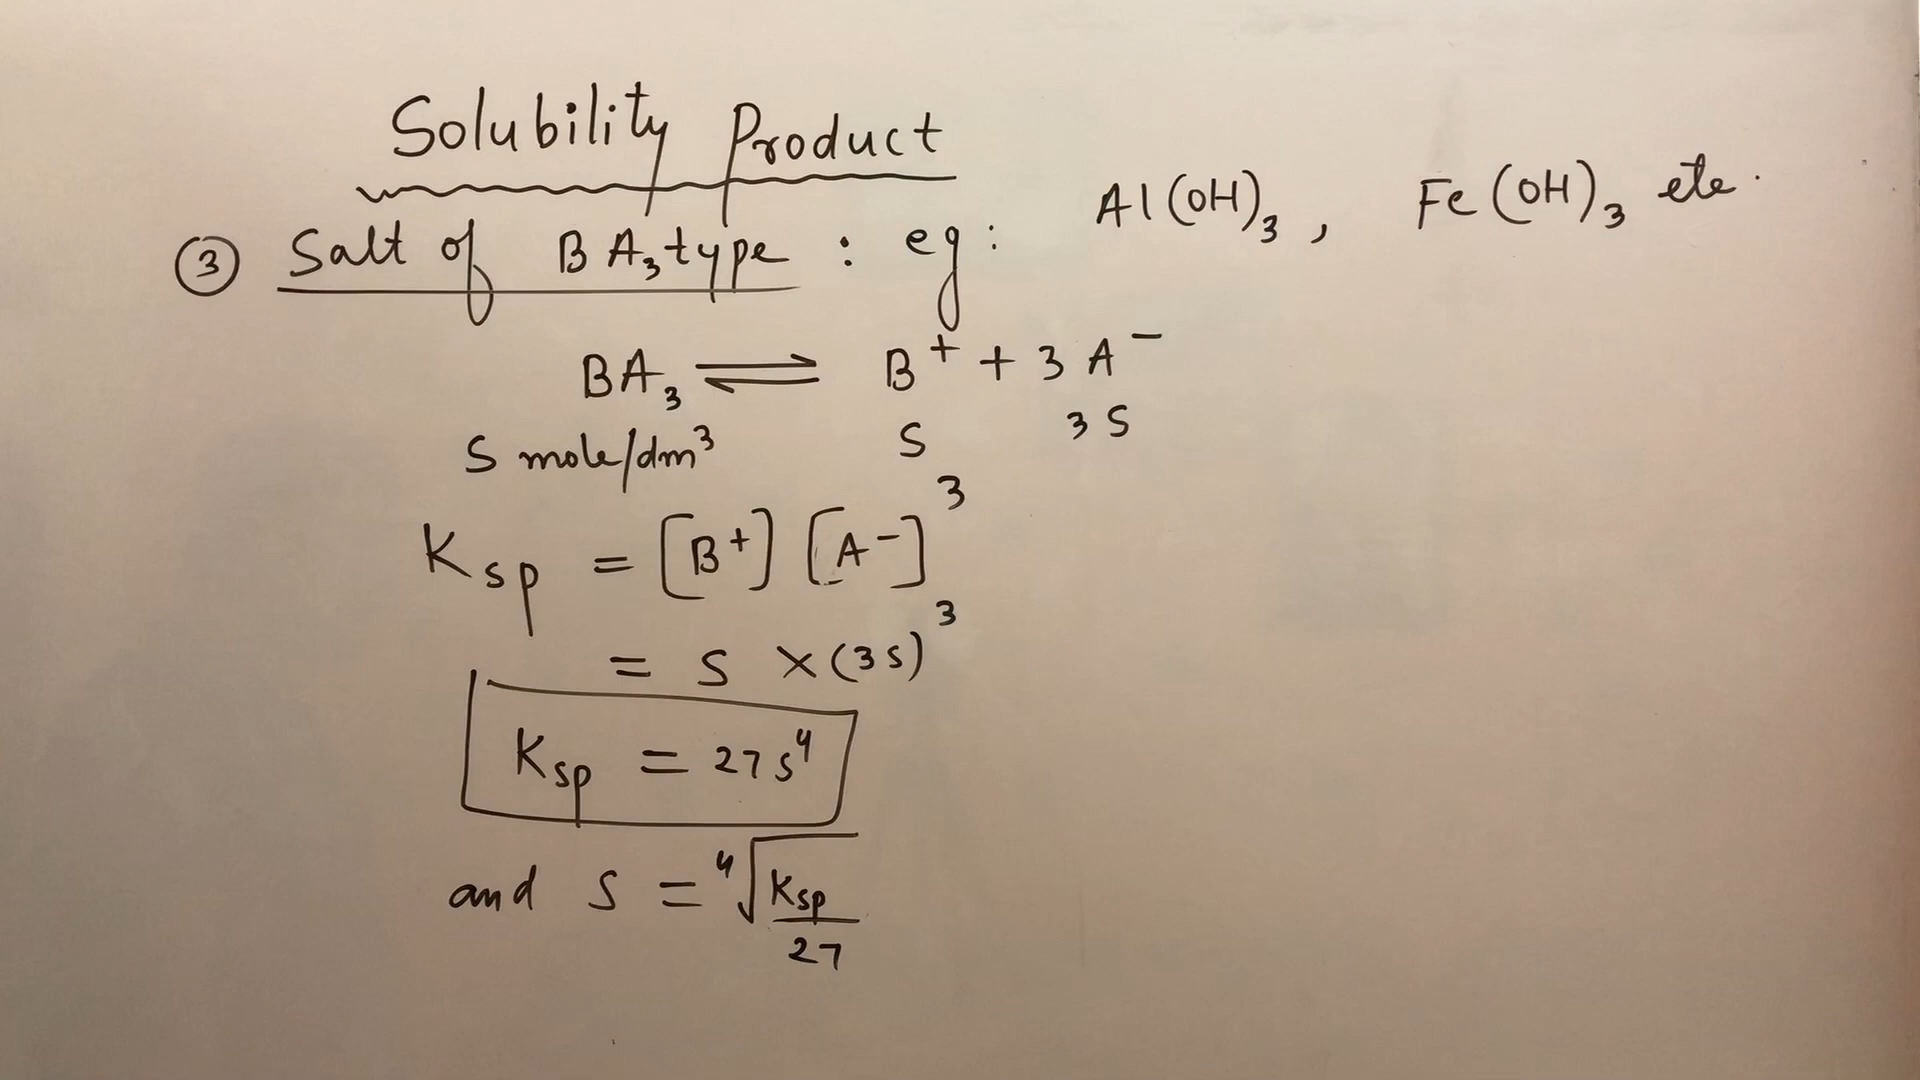 Solubility Product
③ Salt of BA₃ type : eg: Al(OH)₃, Fe(OH)₃ etc.
BA₃ ⇌ B⁺ + 3A⁻
S mole/dm³ S 3S
Ksp = [B⁺] [A⁻]³
= S × (3S)³
Ksp = 27S⁴
and S = ⁴√(Ksp/27)